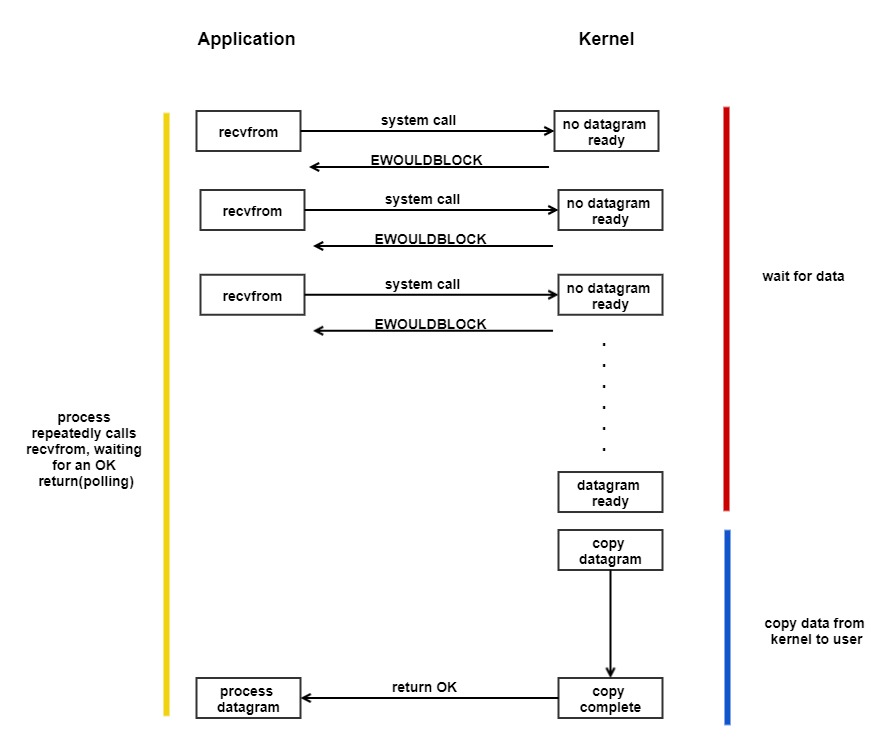 Application
Kernel
recvfrom
system call
no datagram
ready
EWOULDBLOCK
recvfrom
system call
no datagram
ready
EWOULDBLOCK
recvfrom
system call
no datagram
ready
EWOULDBLOCK
wait for data
process
repeatedly calls
recvfrom, waiting
for an OK
return(polling)
datagram
ready
copy
datagram
copy data from
kernel to user
process
datagram
return OK
copy
complete